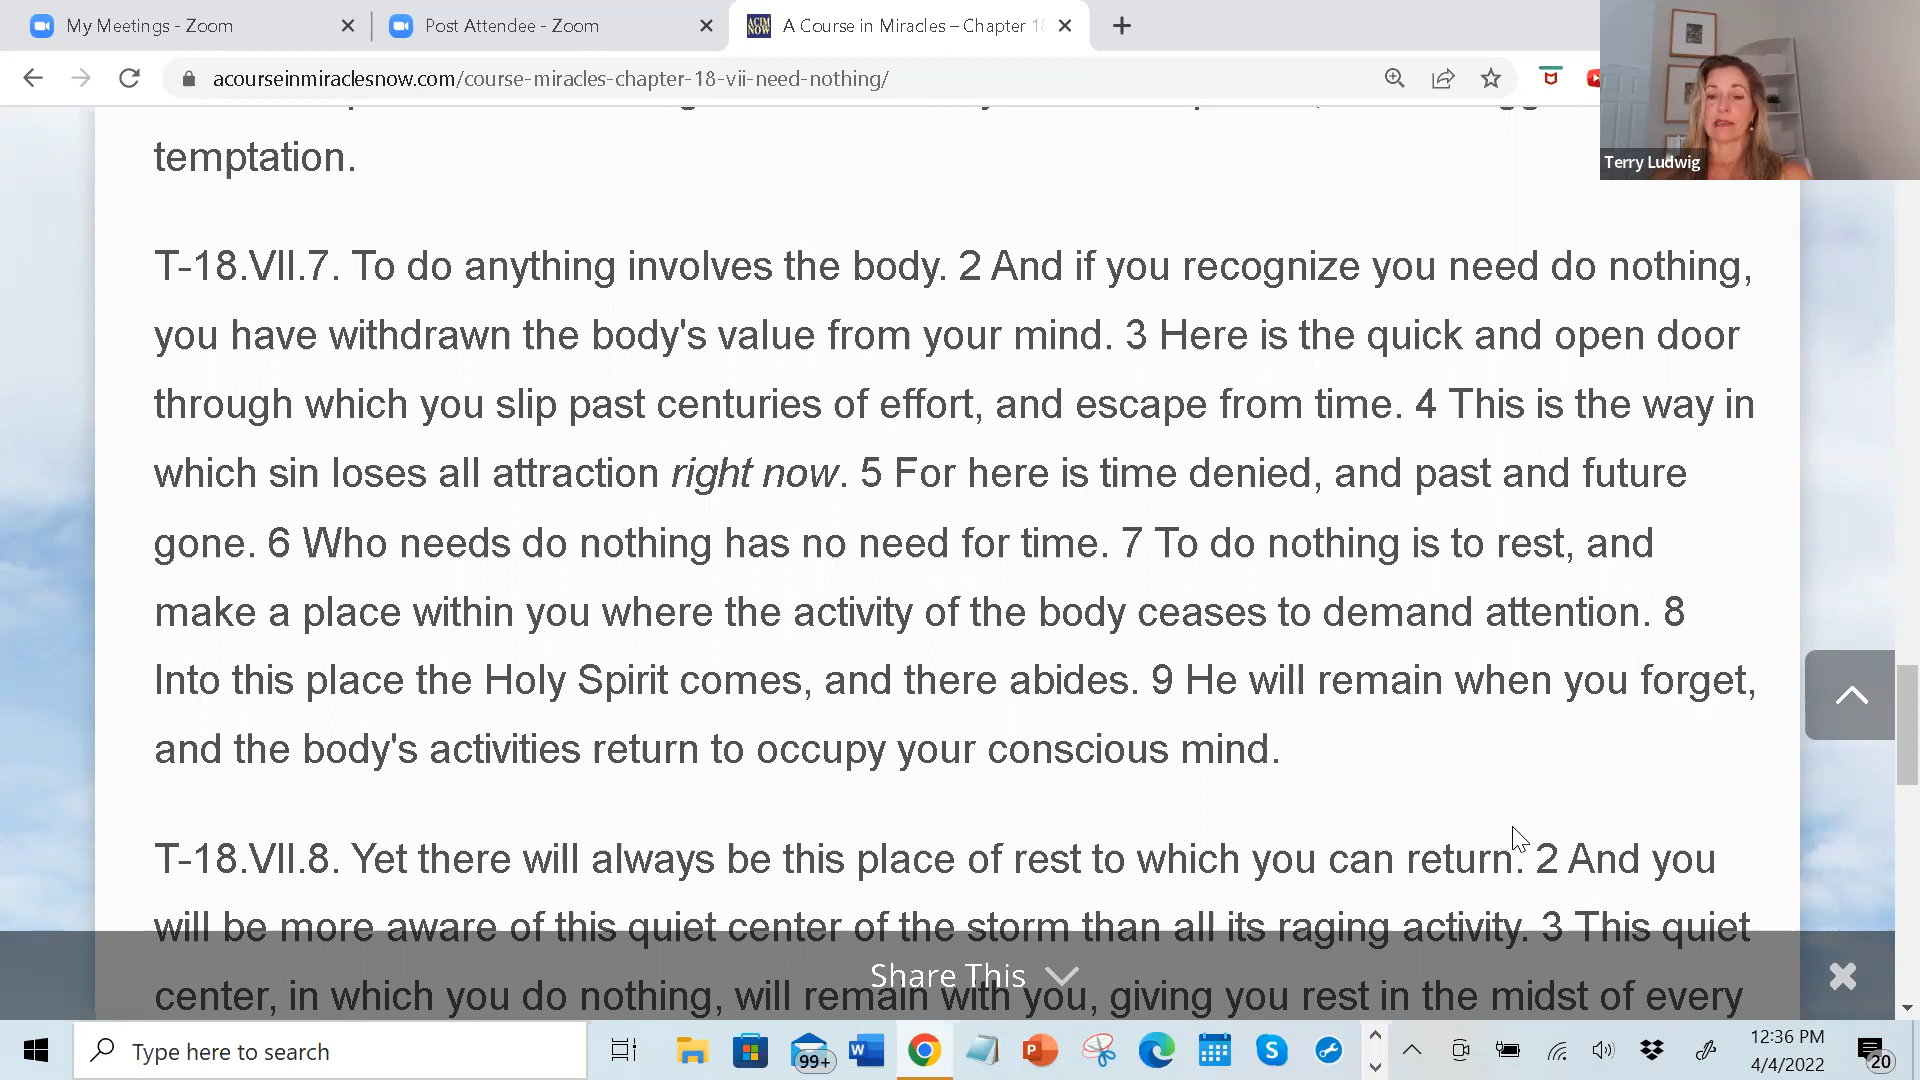 My Meetings - Zoom
Post Attendee - Zoom
ACIM NOW
A Course in Miracles – Chapter 18
acourseinmiraclesnow.com/course-miracles-chapter-18-vii-need-nothing/
Terry Ludwig
temptation.
T-18.VII.7. To do anything involves the body. 2 And if you recognize you need do nothing,
you have withdrawn the body's value from your mind. 3 Here is the quick and open door
through which you slip past centuries of effort, and escape from time. 4 This is the way in
which sin loses all attraction right now. 5 For here is time denied, and past and future
gone. 6 Who needs do nothing has no need for time. 7 To do nothing is to rest, and
make a place within you where the activity of the body ceases to demand attention. 8
Into this place the Holy Spirit comes, and there abides. 9 He will remain when you forget,
and the body's activities return to occupy your conscious mind.
T-18.VII.8. Yet there will always be this place of rest to which you can return. 2 And you
will be more aware of this quiet center of the storm than all its raging activity. 3 This quiet
Share This
center, in which you do nothing, will remain with you, giving you rest in the midst of every
Type here to search
99+
W
P
S
12:36 PM
4/4/2022
20